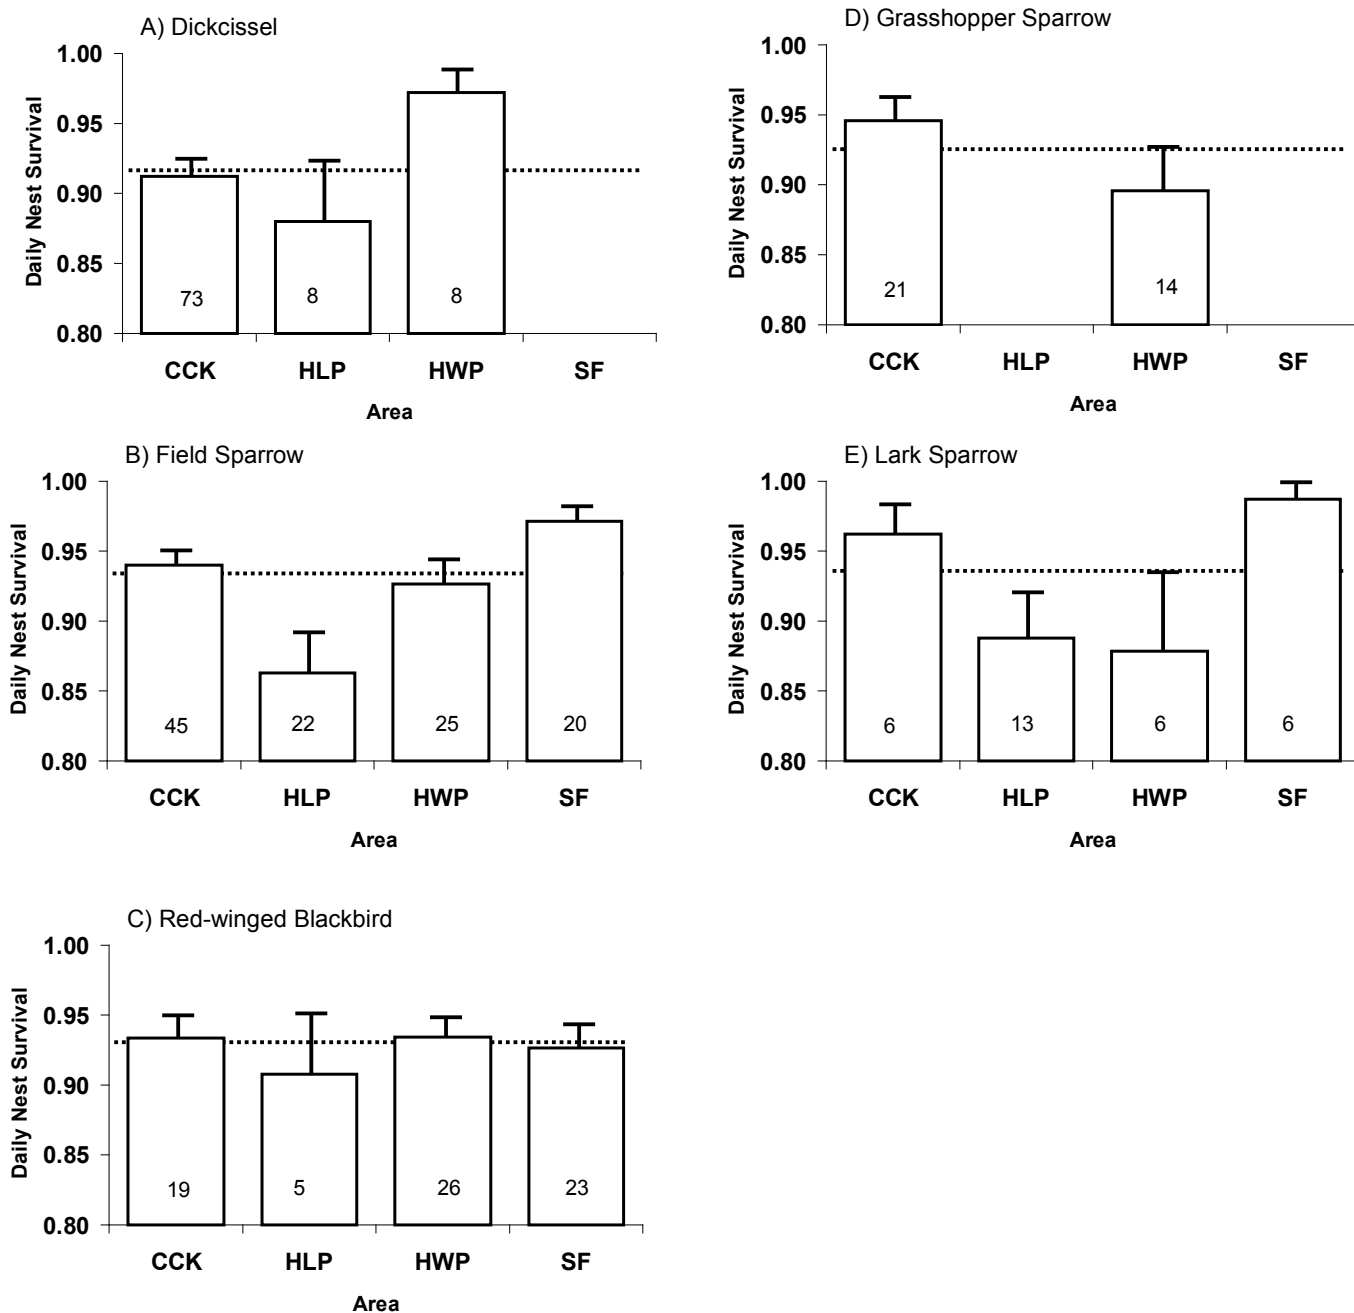 A) Dickcissel
1.00
0.95
0.90
0.85
0.80
Daily Nest Survival
73
8
8
CCK HLP HWP SF
Area
D) Grasshopper Sparrow
1.00
0.95
0.90
0.85
0.80
Daily Nest Survival
21
14
CCK HLP HWP SF
Area
B) Field Sparrow
1.00
0.95
0.90
0.85
0.80
Daily Nest Survival
45
22
25
20
CCK HLP HWP SF
Area
E) Lark Sparrow
1.00
0.95
0.90
0.85
0.80
Daily Nest Survival
6
13
6
6
CCK HLP HWP SF
Area
C) Red-winged Blackbird
1.00
0.95
0.90
0.85
0.80
Daily Nest Survival
19
5
26
23
CCK HLP HWP SF
Area